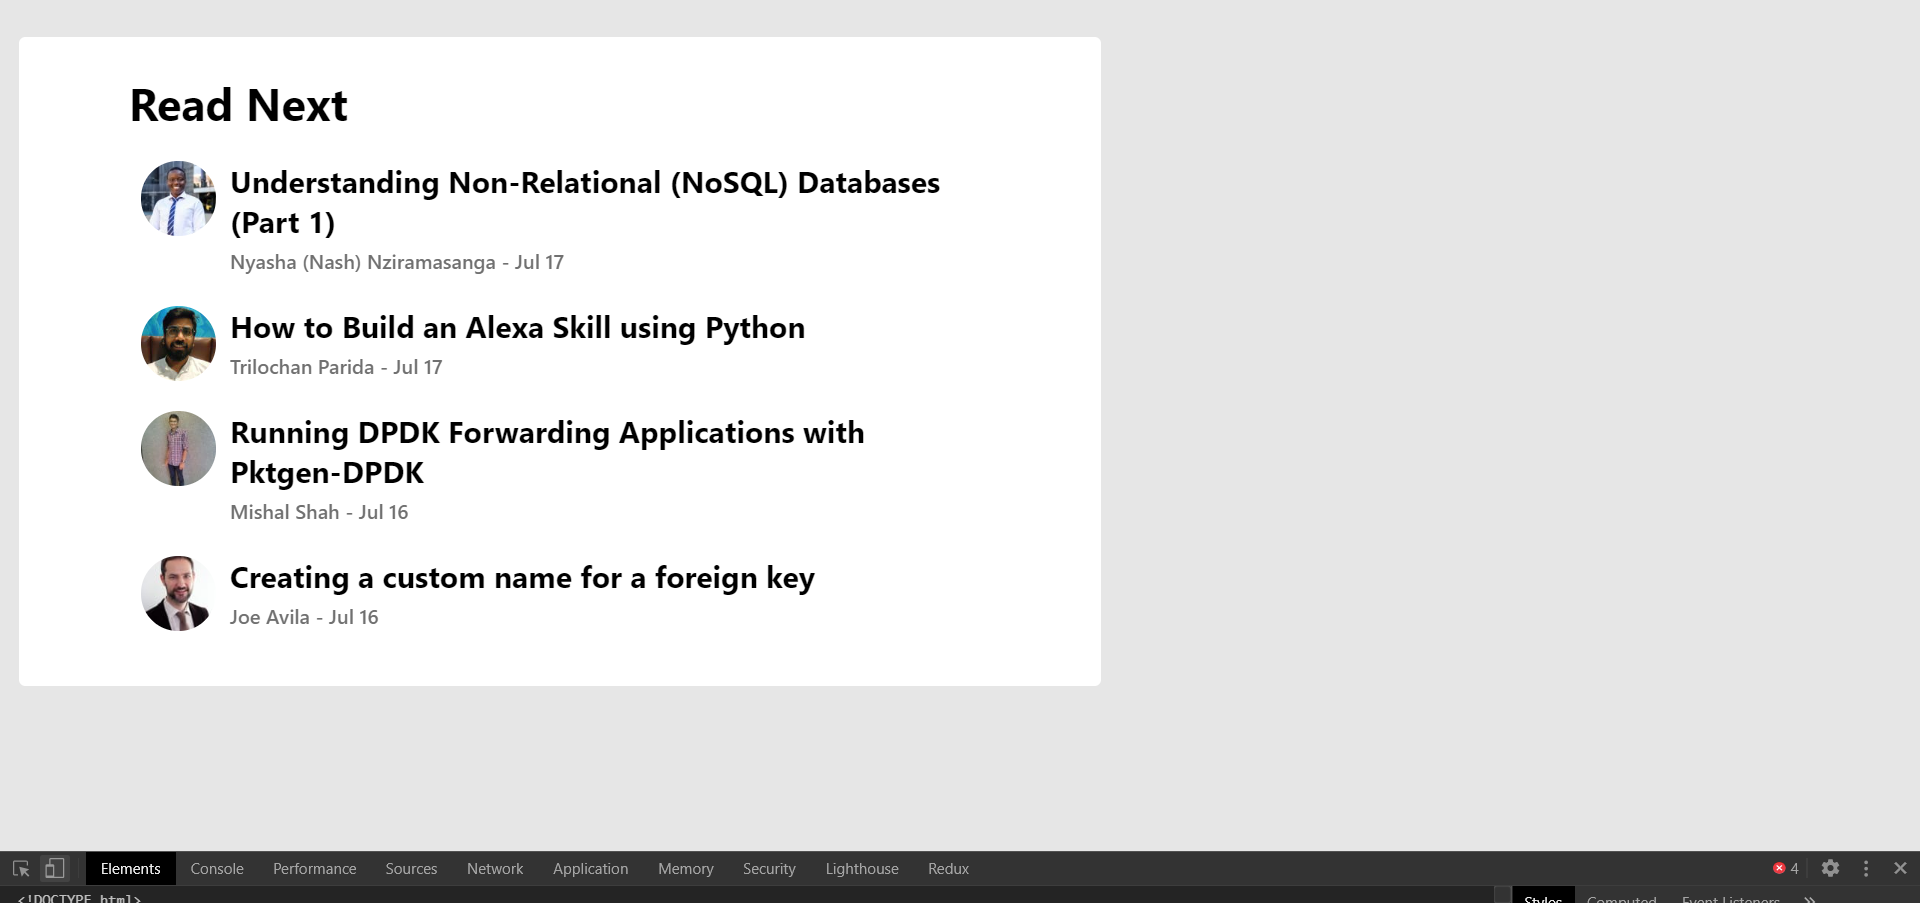 Read Next
Understanding Non-Relational (NoSQL) Databases
(Part 1)
Nyasha (Nash) Nziramasanga - Jul 17
How to Build an Alexa Skill using Python
Trilochan Parida - Jul 17
Running DPDK Forwarding Applications with
Pktgen-DPDK
Mishal Shah - Jul 16
Creating a custom name for a foreign key
Joe Avila - Jul 16
Elements Console Performance Sources Network Application Memory Security Lighthouse Redux 4
<!DOCTYPE html> Styles Computed Event Listeners »